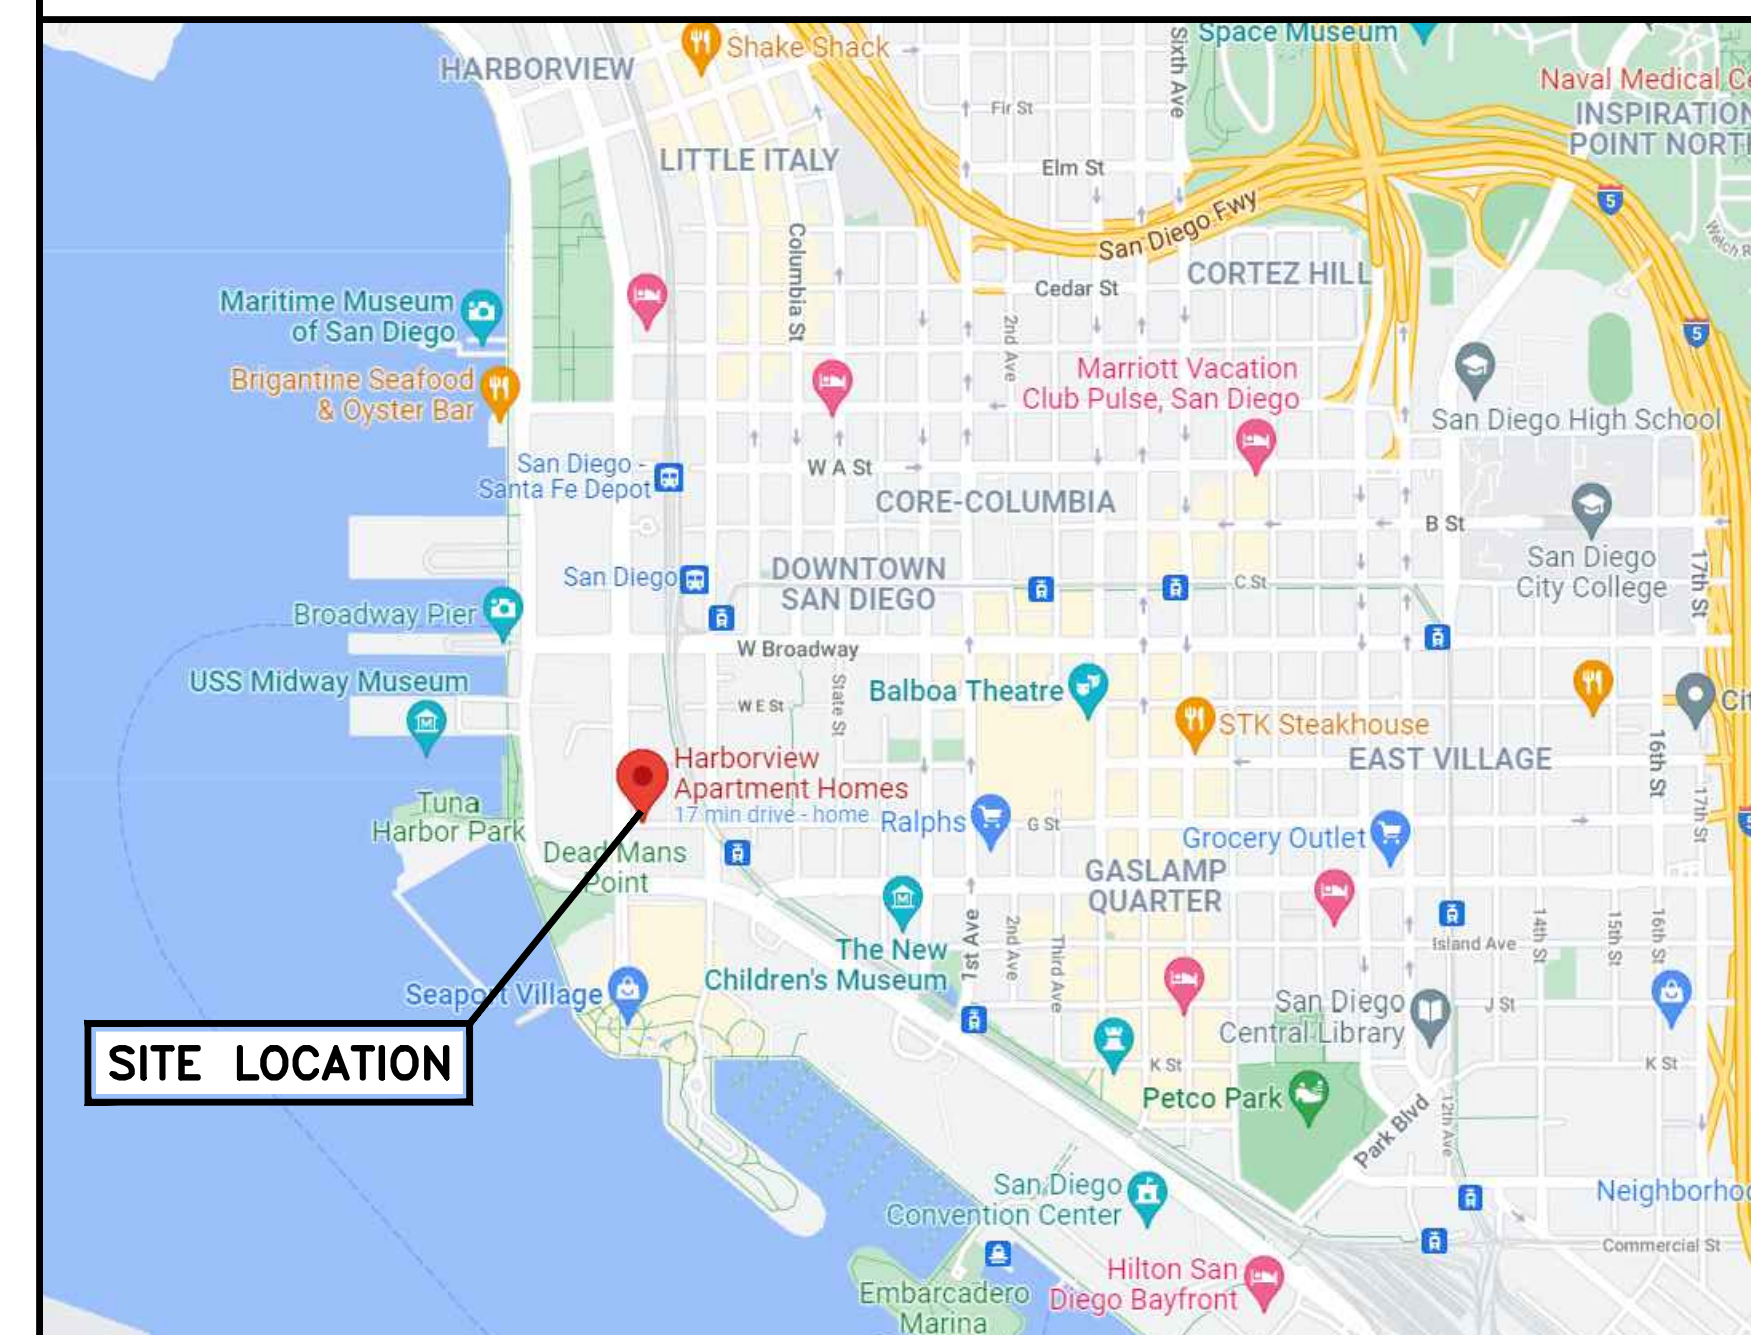 Space Museum
Shake Shack
HARBORVIEW
Sixth Ave
Naval Medical
INSPIRATION
POINT
Fir St
LITTLE ITALY
Elm St
San Diego Fwy
5
Columbia St
CORTEZ HILL
Cedar St
Maritime Museum
of San Diego
5
2nd Ave
Brigantine Seafood
& Oyster Bar
Marriott Vacation
Club Pulse, San Diego
San Diego High School
San Diego -
Santa Fe Depot
W A St
CORE-COLUMBIA
B St
San Diego
City College
17th St
San Diego
DOWNTOWN
SAN DIEGO
C St
Broadway Pier
W Broadway
USS Midway Museum
W E St
State St
Balboa Theatre
STK Steakhouse
EAST VILLAGE
16th St
Harborview
Apartment Homes
17 min drive - home
17th St
Tuna
Harbor Park
Ralphs
G St
Grocery Outlet
Dead Mans
Point
GASLAMP
QUARTER
1st Ave
2nd Ave
Third Ave
The New
Children's Museum
Island Ave
14th St
15th St
16th St
Seaport Village
San Diego
Central Library
J St
SITE LOCATION
K St
K St
Petco Park
Park Blvd
12th Ave
San Diego
Convention Center
Commercial St
Hilton San
Diego Bayfront
Embarcadero
Marina